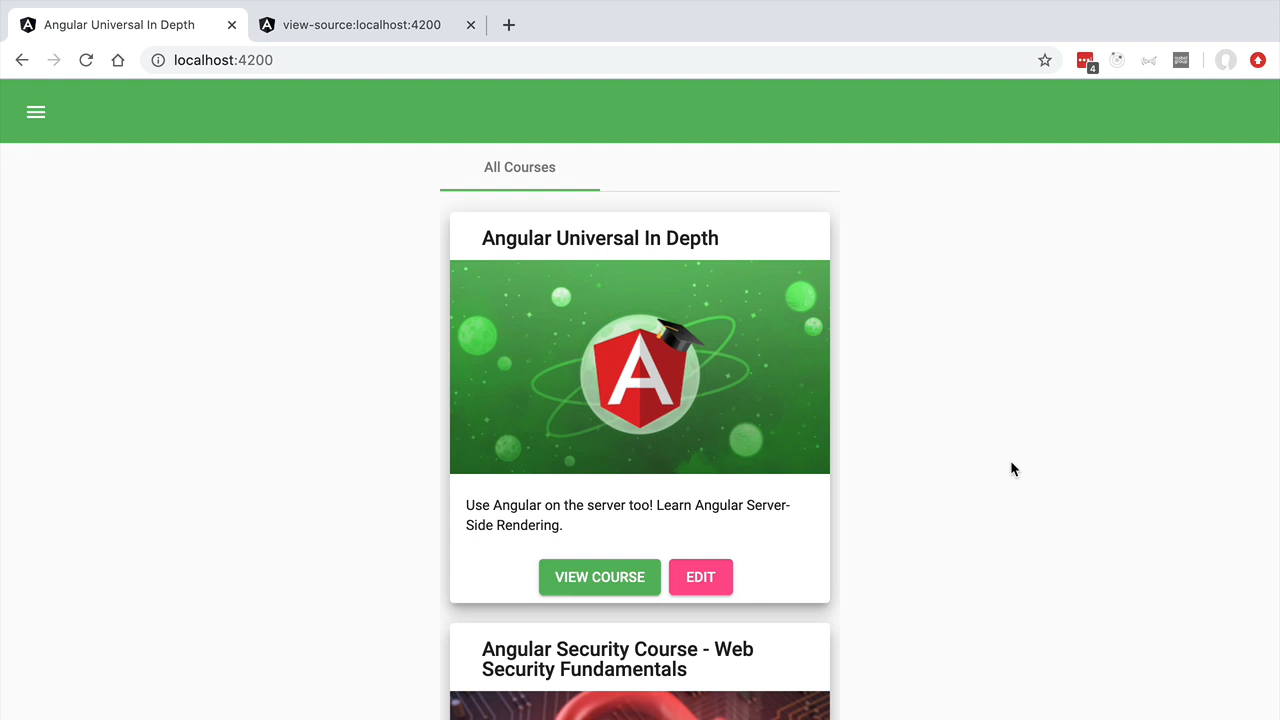 Angular Universal In Depth
view-source:localhost:4200
localhost:4200
4
All Courses
Angular Universal In Depth
A
Use Angular on the server too! Learn Angular Server-
Side Rendering.
VIEW COURSE
EDIT
Angular Security Course - Web
Security Fundamentals